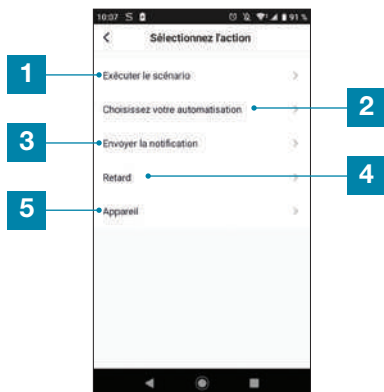 10:07 S 91 %
Sélectionnez l'action
1
Exécuter le scénario
Choisissez votre automatisation
2
3
Envoyer la notification
Retard
4
5
Appareil